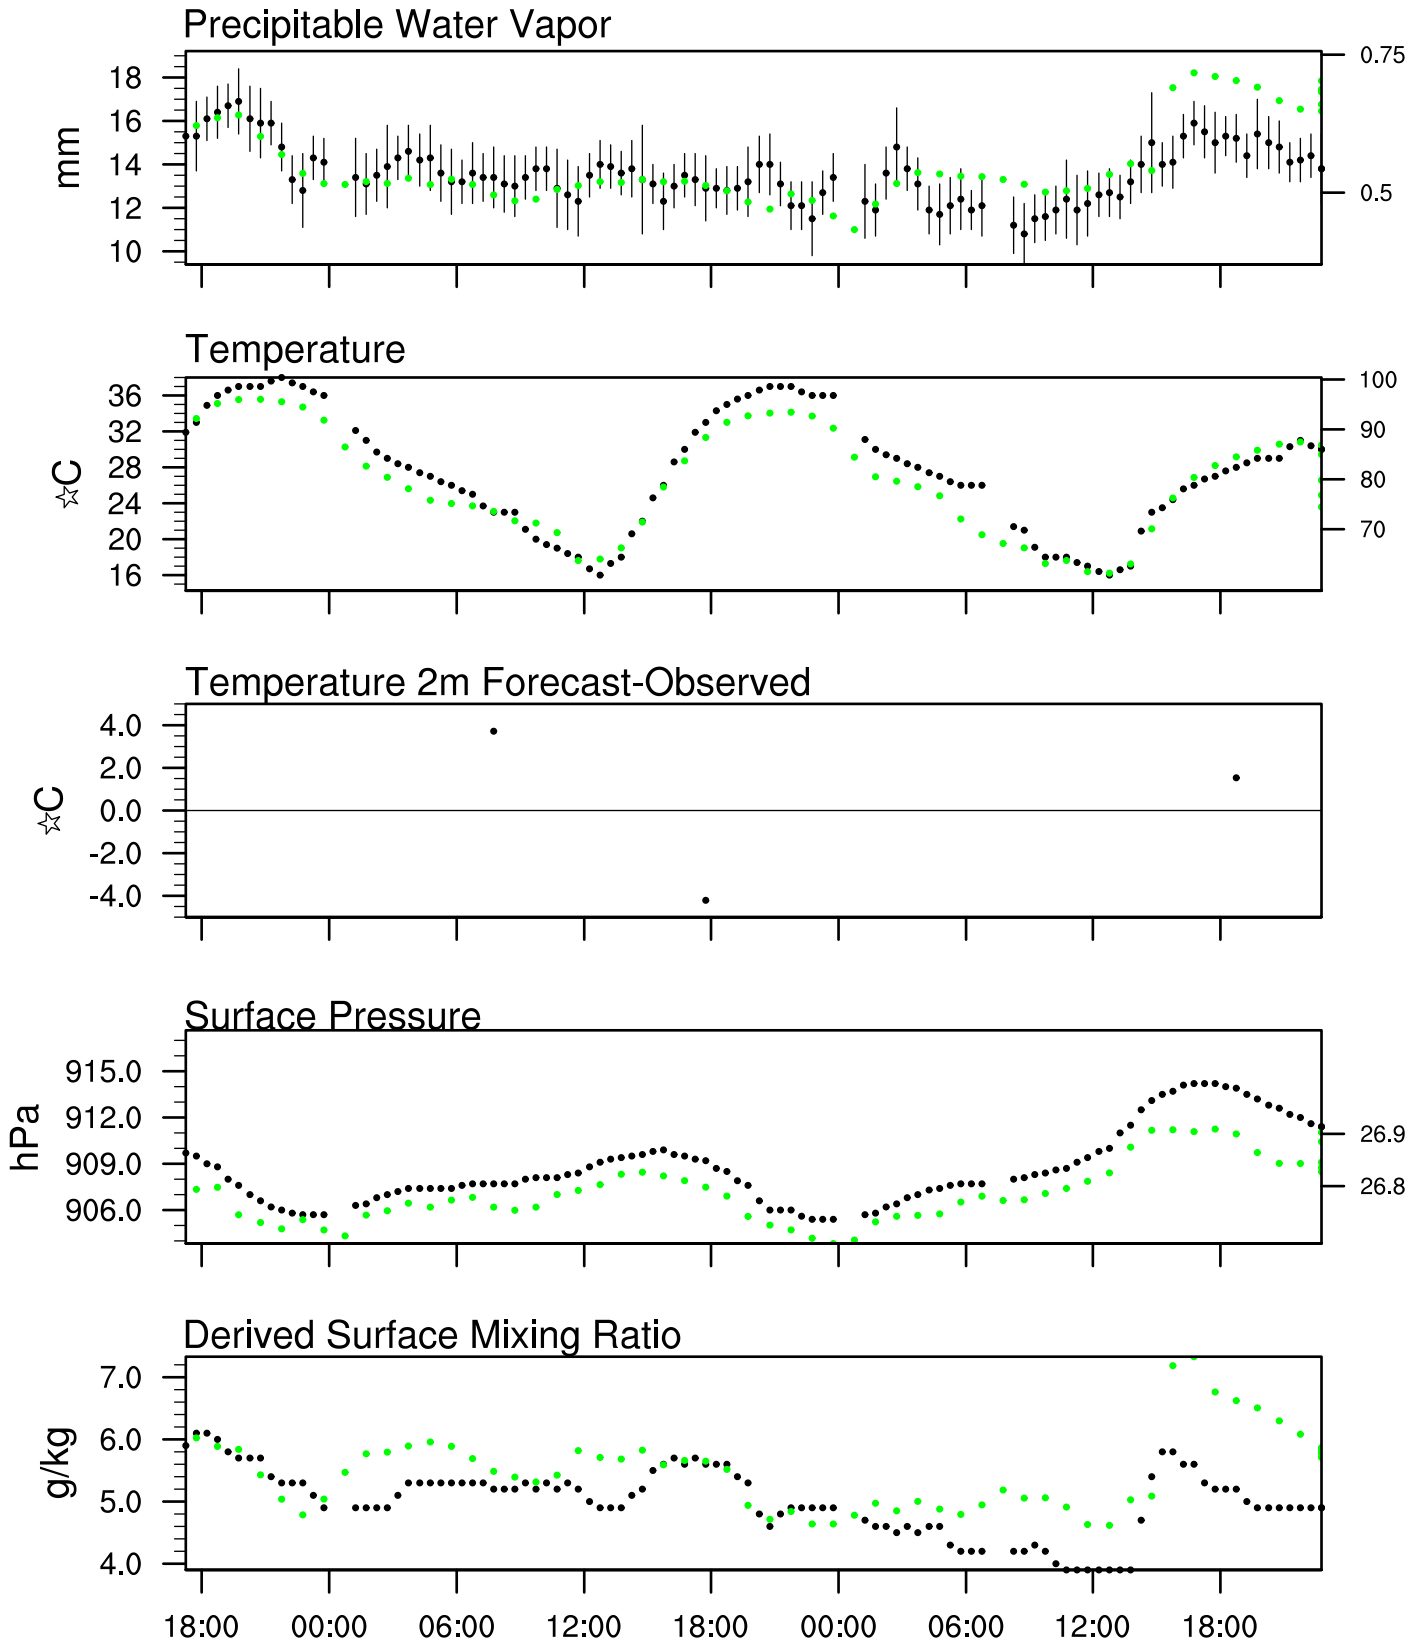 Precipitable Water Vapor
mm
18
16
14
12
10
0.75
0.5
Temperature
☆C
36
32
28
24
20
16
100
90
80
70
Temperature 2m Forecast-Observed
☆C
4.0
2.0
0.0
-2.0
-4.0
Surface Pressure
hPa
915.0
912.0
909.0
906.0
26.9
26.8
Derived Surface Mixing Ratio
g/kg
7.0
6.0
5.0
4.0
18:00 00:00 06:00 12:00 18:00 00:00 06:00 12:00 18:00